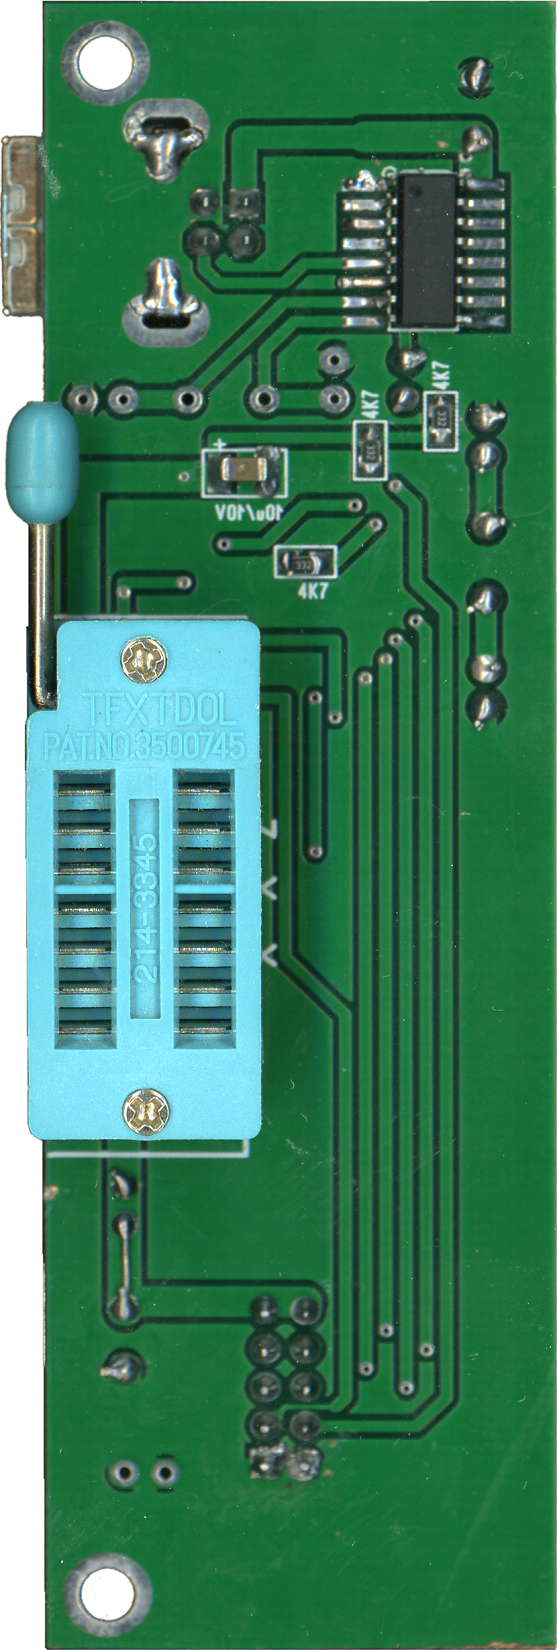 4K7
4K7
+
10u/10V
332
332
332
4K7
TFXTDOL
PAT.NO.3500745
214-3345